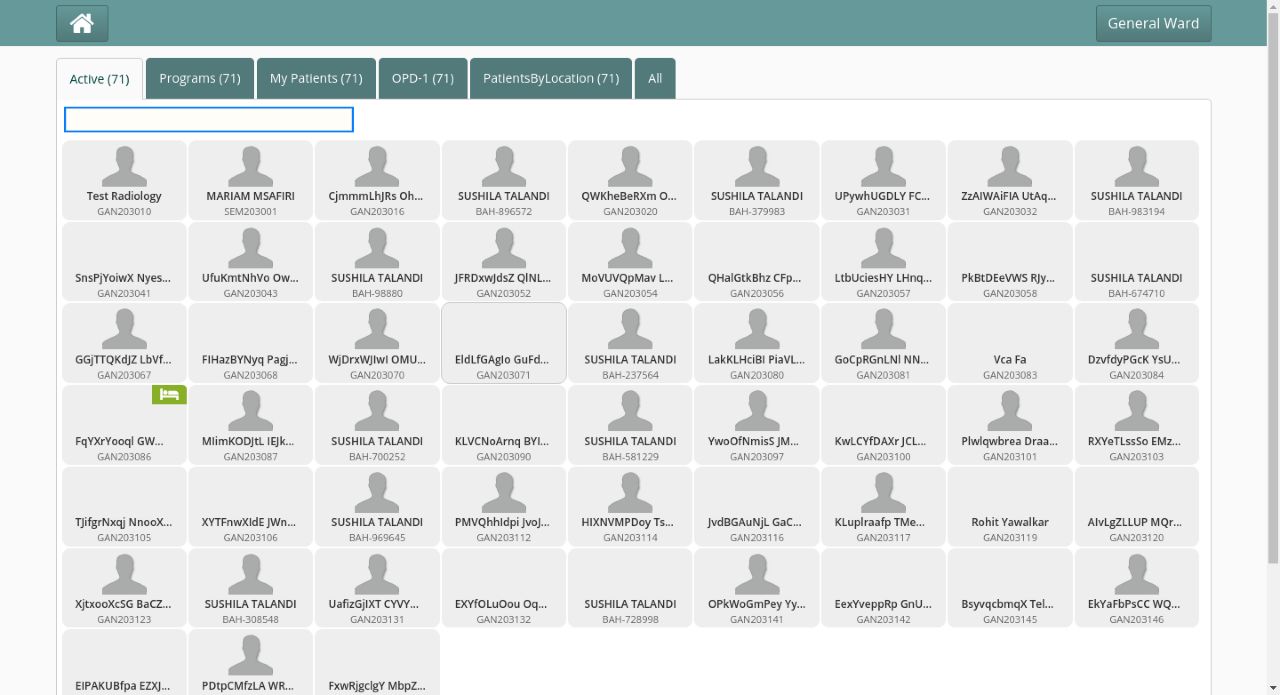 General Ward
Active (71)
Programs (71)
My Patients (71)
OPD-1 (71)
PatientsByLocation (71)
All
Test Radiology
GAN203010
MARIAM MSAFIRI
SEM203001
CjmmmLhJRs Oh...
GAN203016
SUSHILA TALANDI
BAH-896572
QWKheBeRXm O...
GAN203020
SUSHILA TALANDI
BAH-379983
UPywhUGDLY FC...
GAN203031
ZzAIWAiFIA UtAq...
GAN203032
SUSHILA TALANDI
BAH-983194
SnsPjYoiwX Nyes...
GAN203041
UfuKmtNhVo Ow...
GAN203043
SUSHILA TALANDI
BAH-98880
JFRDxwJdsZ QlNL...
GAN203052
MoVUVQpMav L...
GAN203054
QHalGtkBhz CFp...
GAN203056
LtbUciesHY LHnq...
GAN203057
PkBtDEeVWS RJy...
GAN203058
SUSHILA TALANDI
BAH-674710
GGjTTQKdJZ LbVf...
GAN203067
FIHazBYNyq Pagj...
GAN203068
WjDrxWJIwI OMU...
GAN203070
EldLfGAgIo GuFd...
GAN203071
SUSHILA TALANDI
BAH-237564
LakKLHciBI PiaVL...
GAN203080
GoCpRGnLNl NN...
GAN203081
Vca Fa
GAN203083
DzvfdyPGcK YsU...
GAN203084
FqYXrYooql GW...
GAN203086
MIimKODJtL IEJk...
GAN203087
SUSHILA TALANDI
BAH-700252
KLVCNoArnq BYI...
GAN203090
SUSHILA TALANDI
BAH-581229
YwoOfNmisS JM...
GAN203097
KwLCYfDAXr JCL...
GAN203100
Plwlqwbrea Draa...
GAN203101
RXYeTLssSo EMz...
GAN203103
TJifgrNxqj NnooX...
GAN203105
XYTFnwXIdE JWn...
GAN203106
SUSHILA TALANDI
BAH-969645
PMVQhhIdpi JvoJ...
GAN203112
HIXNVMPDoy Ts...
GAN203114
JvdBGAuNjL GaC...
GAN203116
KLuplraafp TMe...
GAN203117
Rohit Yawalkar
GAN203119
AIvLgZLLUP MQr...
GAN203120
XjtxooXcSG BaCZ...
GAN203123
SUSHILA TALANDI
BAH-308548
UafizGjIXT CYVY...
GAN203131
EXYfOLuOou Oq...
GAN203132
SUSHILA TALANDI
BAH-728998
OPkWoGmPey Yy...
GAN203141
EexYveppRp GnU...
GAN203142
BsyvqcbmqX Tel...
GAN203145
EkYaFbPsCC WQ...
GAN203146
EIPAKUBfpa EZXJ...
PDtpCMfzLA WR...
FxwRjgclgY MbpZ...